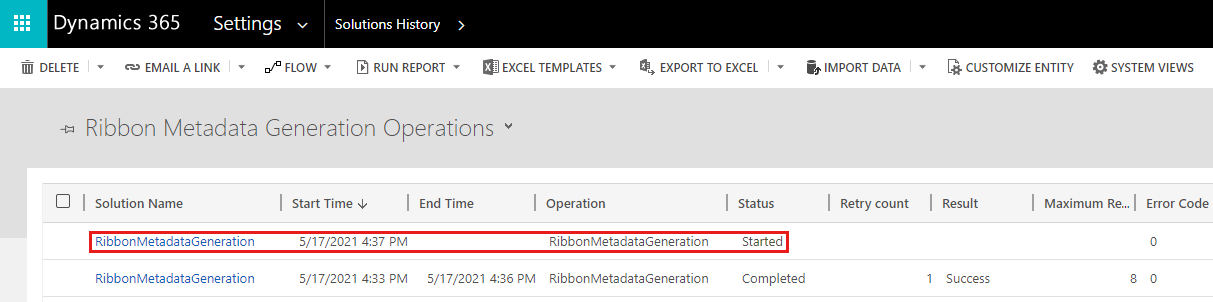 Dynamics 365 Settings Solutions History
DELETE EMAIL A LINK FLOW RUN REPORT EXCEL TEMPLATES EXPORT TO EXCEL IMPORT DATA CUSTOMIZE ENTITY SYSTEM VIEWS
Ribbon Metadata Generation Operations
Solution Name Start Time ↓ End Time Operation Status Retry count Result Maximum Re... Error Code
RibbonMetadataGeneration 5/17/2021 4:37 PM RibbonMetadataGeneration Started 0
RibbonMetadataGeneration 5/17/2021 4:33 PM 5/17/2021 4:36 PM RibbonMetadataGeneration Completed 1 Success 8 0